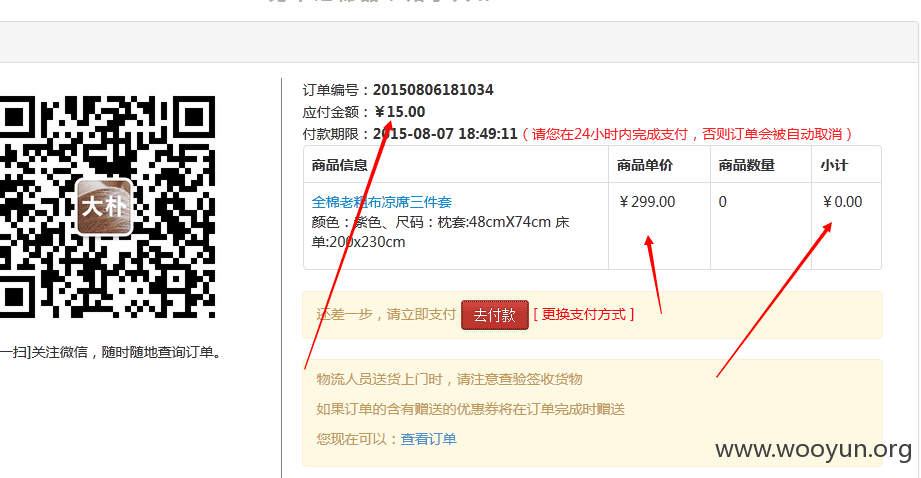 订单编号：20150806181034
应付金额：￥15.00
付款期限：2015-08-07 18:49:11（请您在24小时内完成支付，否则订单会被自动取消）
商品信息 商品单价 商品数量 小计
全棉老粗布凉席三件套 ￥299.00 0 ￥0.00
颜色：紫色、尺码：枕套:48cmX74cm 床
单:200x230cm
大朴
还差一步，请立即支付 去付款 [ 更换支付方式 ]
一扫]关注微信，随时随地查询订单。
物流人员送货上门时，请注意查验签收货物
如果订单的含有赠送的优惠券将在订单完成时赠送
您现在可以：查看订单
www.wooyun.org